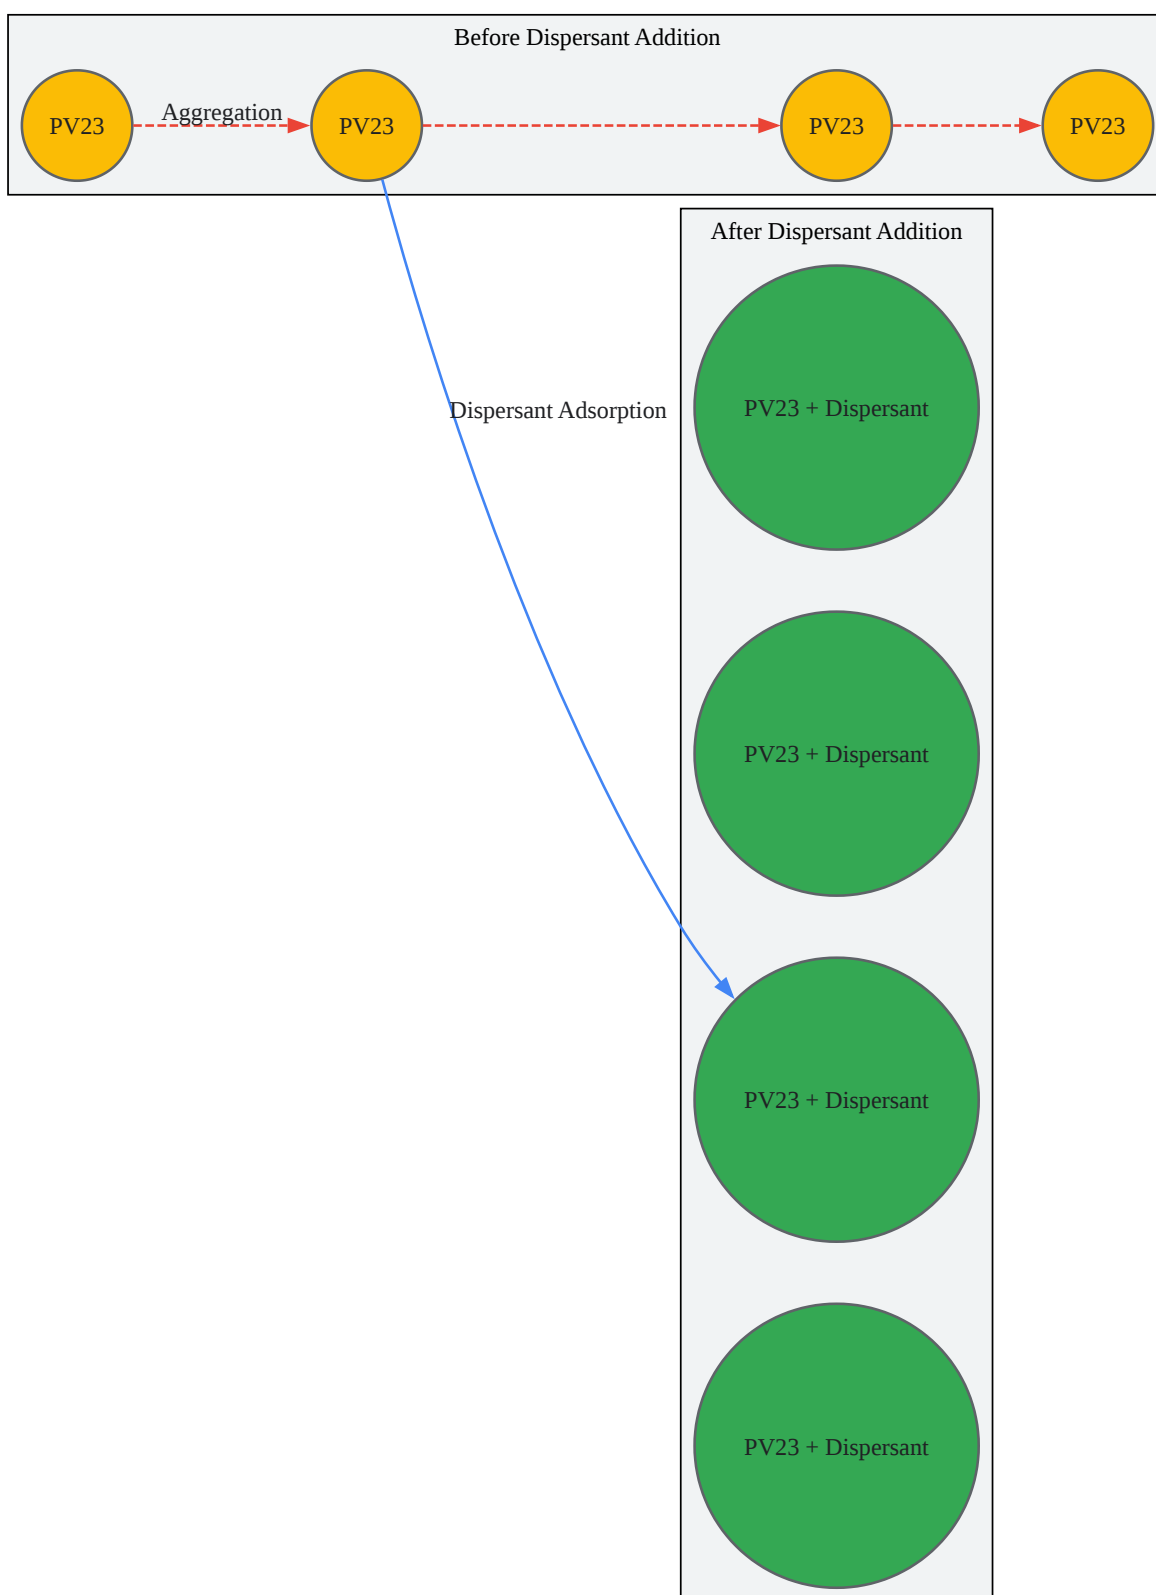 Before Dispersant Addition
PV23
Aggregation
PV23
PV23
PV23
After Dispersant Addition
PV23 + Dispersant
Dispersant Adsorption
PV23 + Dispersant
PV23 + Dispersant
PV23 + Dispersant